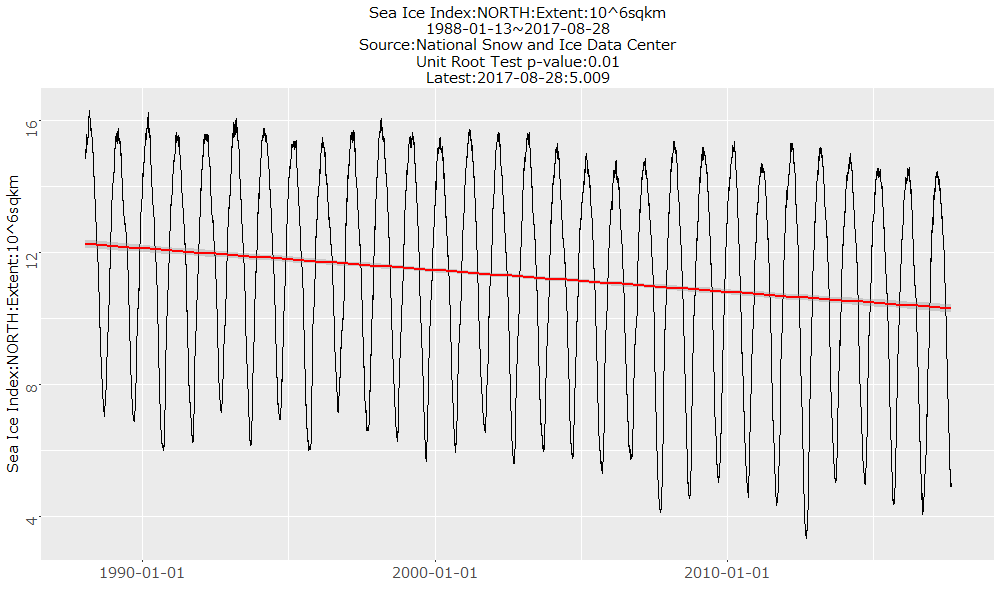 Sea Ice Index:NORTH:Extent:10^6sqkm
1988-01-13~2017-08-28
Source:National Snow and Ice Data Center
Unit Root Test p-value:0.01
Latest:2017-08-28:5.009
Sea Ice Index:NORTH:Extent:10^6sqkm
16
12
8
4
1990-01-01
2000-01-01
2010-01-01